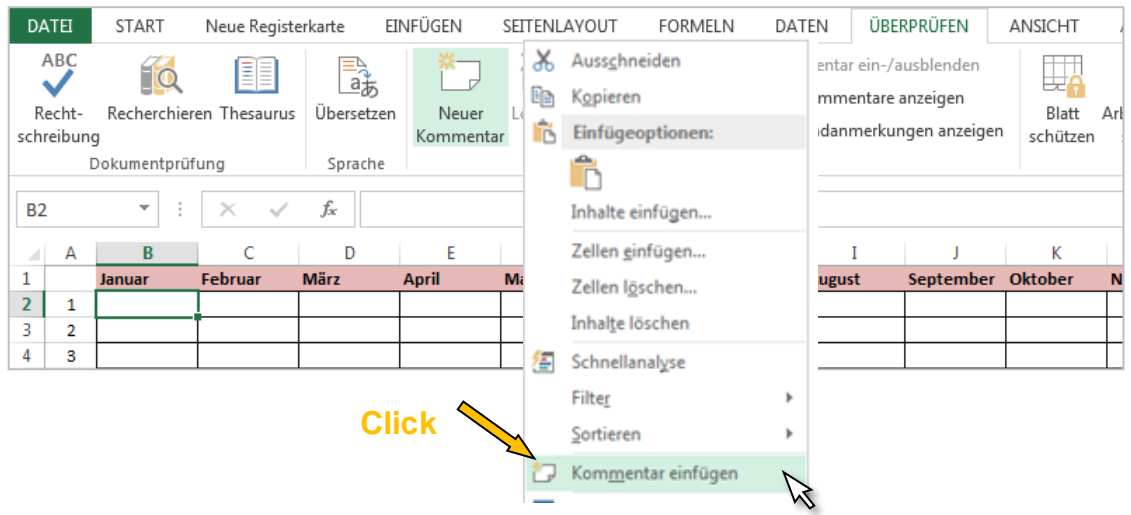 DATEI START Neue Registerkarte EINFÜGEN SEITENLAYOUT FORMELN DATEN ÜBERPRÜFEN ANSICHT
ABC
Recht-
schreibung
Recherchieren
Thesaurus
Übersetzen
Neuer
Kommentar
Dokumentprüfung
Sprache
entar ein-/ausblenden
mmentare anzeigen
danmerkungen anzeigen
Blatt
schützen
B2
fx
A B C D E I J K
1 Januar Februar März April Ma ugust September Oktober N
2 1
3 2
4 3
Ausschneiden
Kopieren
Einfügeoptionen:
Inhalte einfügen...
Zellen einfügen...
Zellen löschen...
Inhalte löschen
Schnellanalyse
Filter
Sortieren
Kommentar einfügen
Click